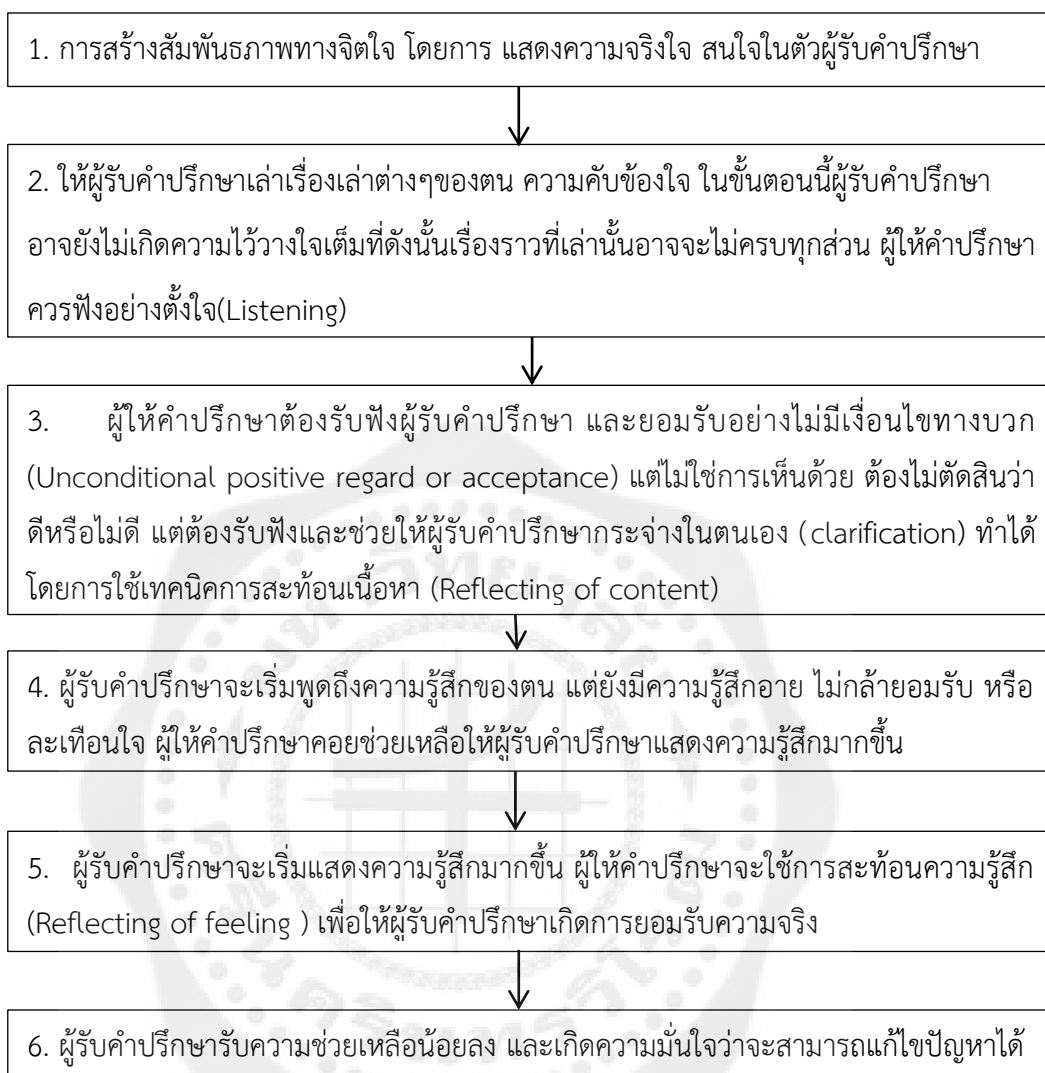 1. การสร้างสัมพันธภาพทางจิตใจ โดยการ แสดงความจริงใจ สนใจในตัวผู้รับคำปรึกษา
2. ให้ผู้รับคำปรึกษาเล่าเรื่องเล่าต่างๆของตน ความคับข้องใจ ในขั้นตอนนี้ผู้รับคำปรึกษา
อาจยังไม่เกิดความไว้วางใจเต็มที่ดังนั้นเรื่องราวที่เล่านั้นอาจจะไม่ครบทุกส่วน ผู้ให้คำปรึกษา
ควรฟังอย่างตั้งใจ(Listening)
3. ผู้ให้คำปรึกษาต้องรับฟังผู้รับคำปรึกษา และยอมรับอย่างไม่มีเงื่อนไขทางบวก
(Unconditional positive regard or acceptance) แต่ไม่ใช่การเห็นด้วย ต้องไม่ตัดสินว่า
ดีหรือไม่ดี แต่ต้องรับฟังและช่วยให้ผู้รับคำปรึกษากระจ่างในตนเอง (clarification) ทำได้
โดยการใช้เทคนิคการสะท้อนเนื้อหา (Reflecting of content)
4. ผู้รับคำปรึกษาจะเริ่มพูดถึงความรู้สึกของตน แต่ยังมีความรู้สึกอาย ไม่กล้ายอมรับ หรือ
ละเทือนใจ ผู้ให้คำปรึกษาคอยช่วยเหลือให้ผู้รับคำปรึกษาแสดงความรู้สึกมากขึ้น
5. ผู้รับคำปรึกษาจะเริ่มแสดงความรู้สึกมากขึ้น ผู้ให้คำปรึกษาจะใช้การสะท้อนความรู้สึก
(Reflecting of feeling ) เพื่อให้ผู้รับคำปรึกษาเกิดการยอมรับความจริง
6. ผู้รับคำปรึกษารับความช่วยเหลือน้อยลง และเกิดความมั่นใจว่าจะสามารถแก้ไขปัญหาได้